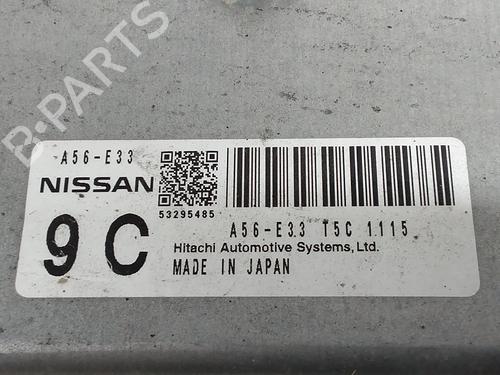 B-PARTS
A56-E33
NISSAN
53295485
9C
A56-E33 T5C 1115
Hitachi Automotive Systems, Ltd.
MADE IN JAPAN